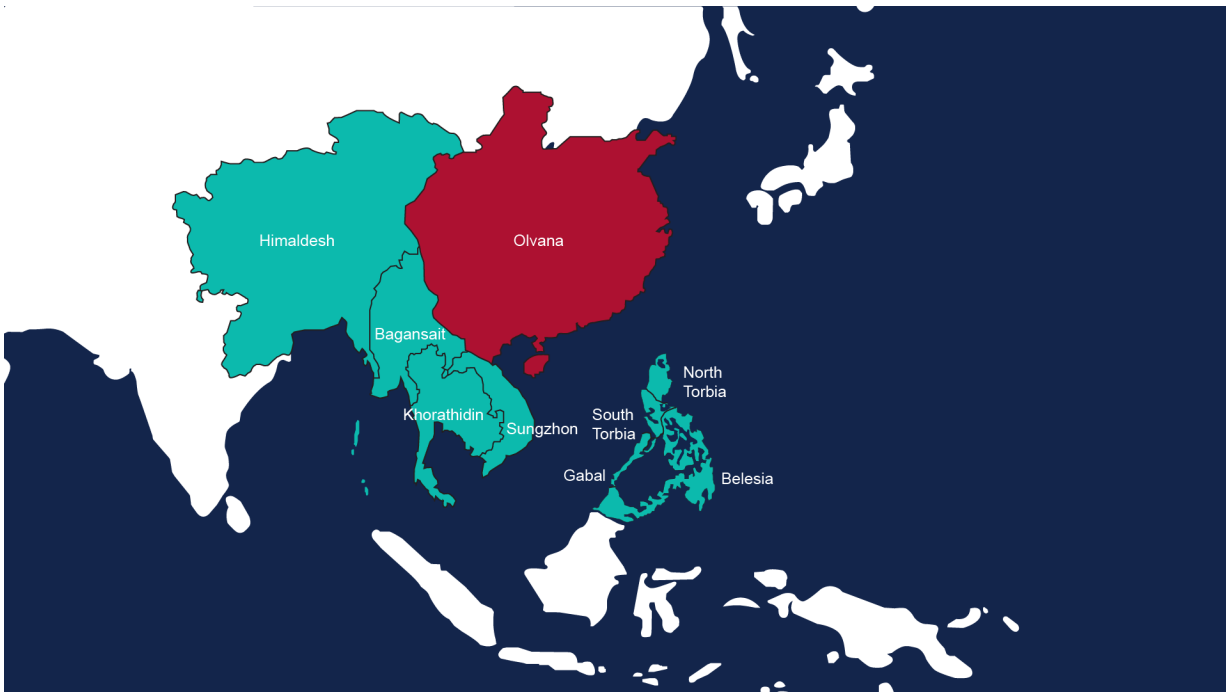 Himaldesh
Olvana
Bagansait
North
Torbia
Khorathidin
South
Torbia
Sungzhon
Gabal
Belesia